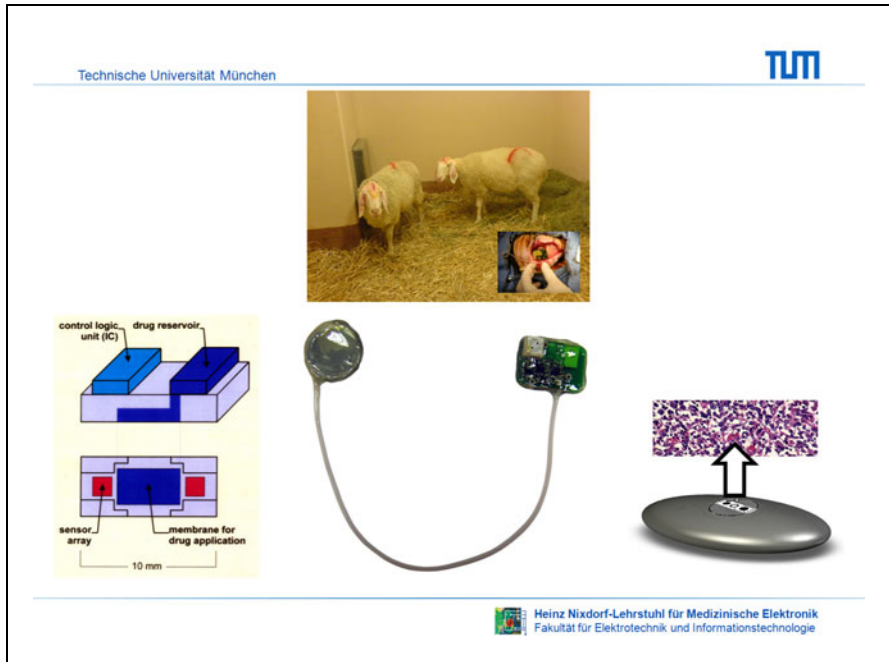 Technische Universität München
TUM
control logic
unit (IC)
drug reservoir
sensor
array
membrane for
drug application
10 mm
Heinz Nixdorf-Lehrstuhl für Medizinische Elektronik
Fakultät für Elektrotechnik und Informationstechnologie